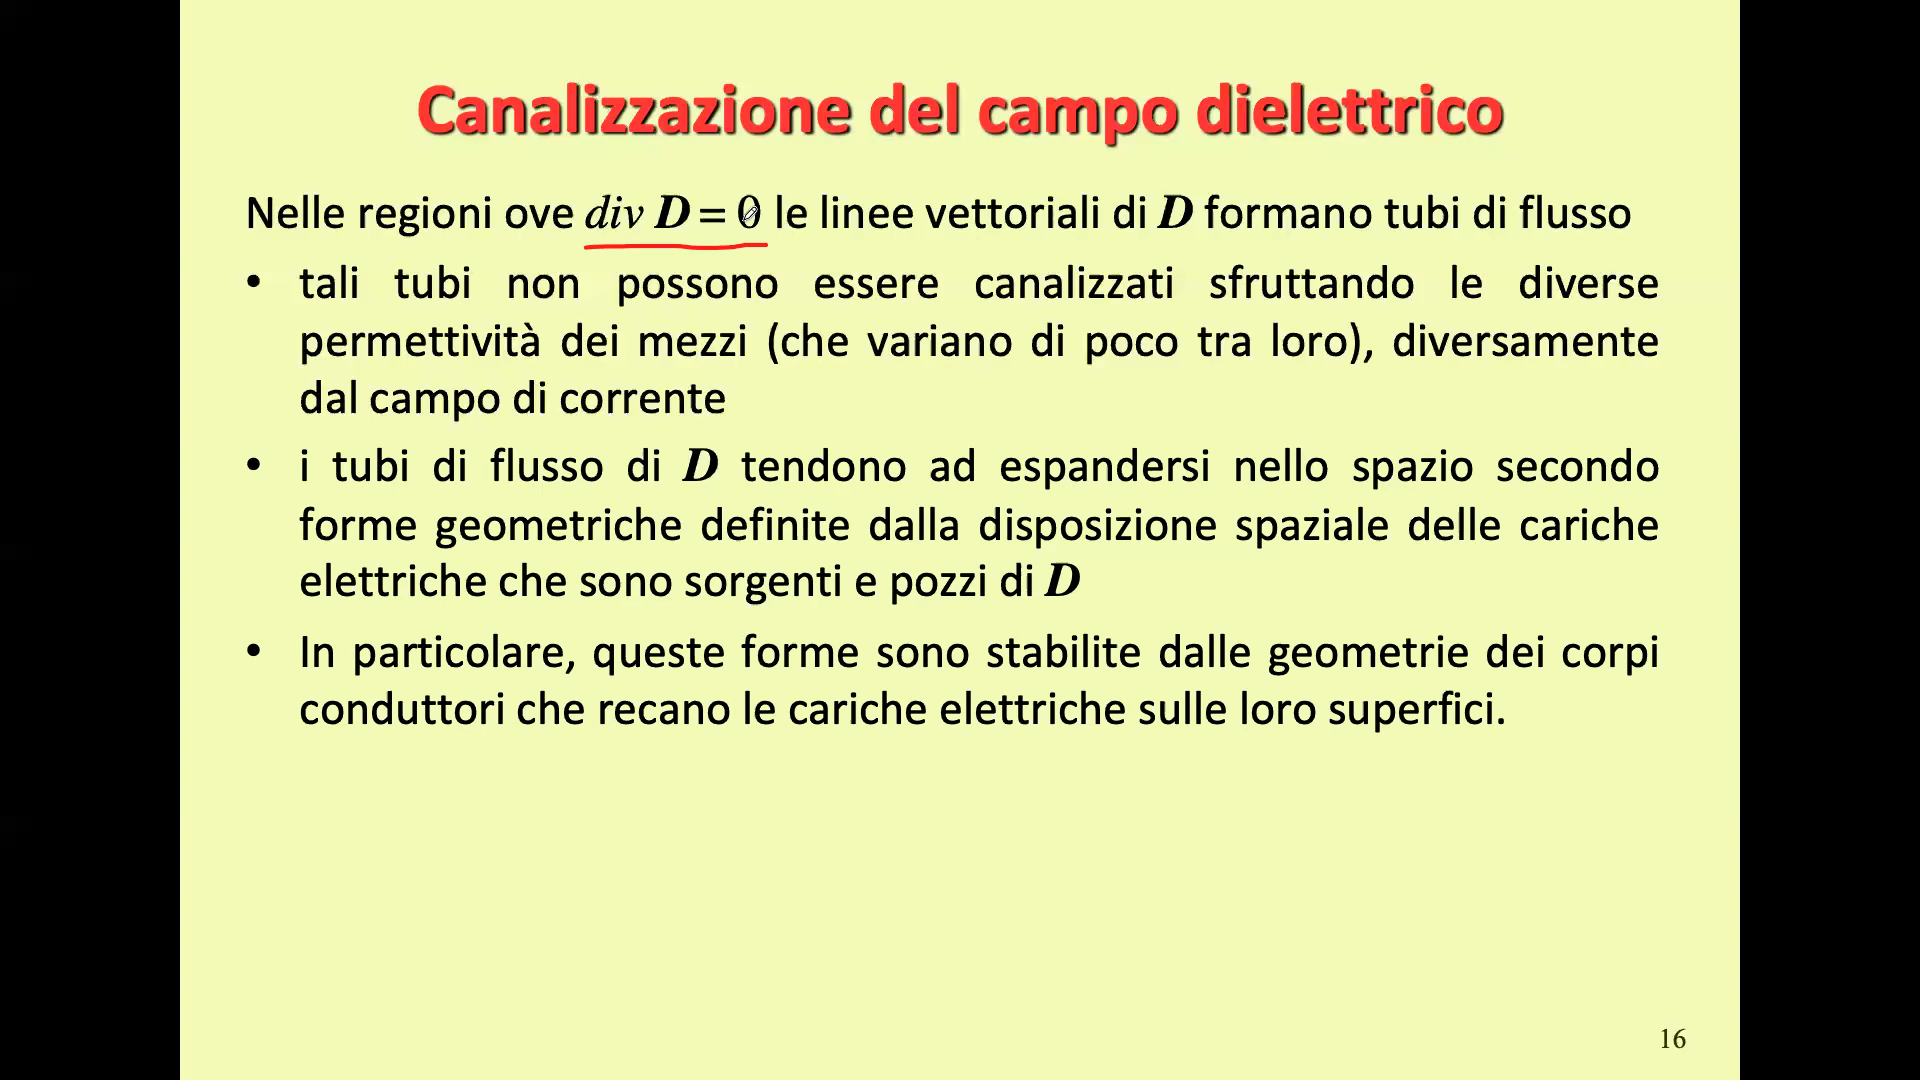 Canalizzazione del campo dielettrico
Nelle regioni ove div D = 0 le linee vettoriali di D formano tubi di flusso
• tali tubi non possono essere canalizzati sfruttando le diverse
permettività dei mezzi (che variano di poco tra loro), diversamente
dal campo di corrente
• i tubi di flusso di D tendono ad espandersi nello spazio secondo
forme geometriche definite dalla disposizione spaziale delle cariche
elettriche che sono sorgenti e pozzi di D
• In particolare, queste forme sono stabilite dalle geometrie dei corpi
conduttori che recano le cariche elettriche sulle loro superfici.
16